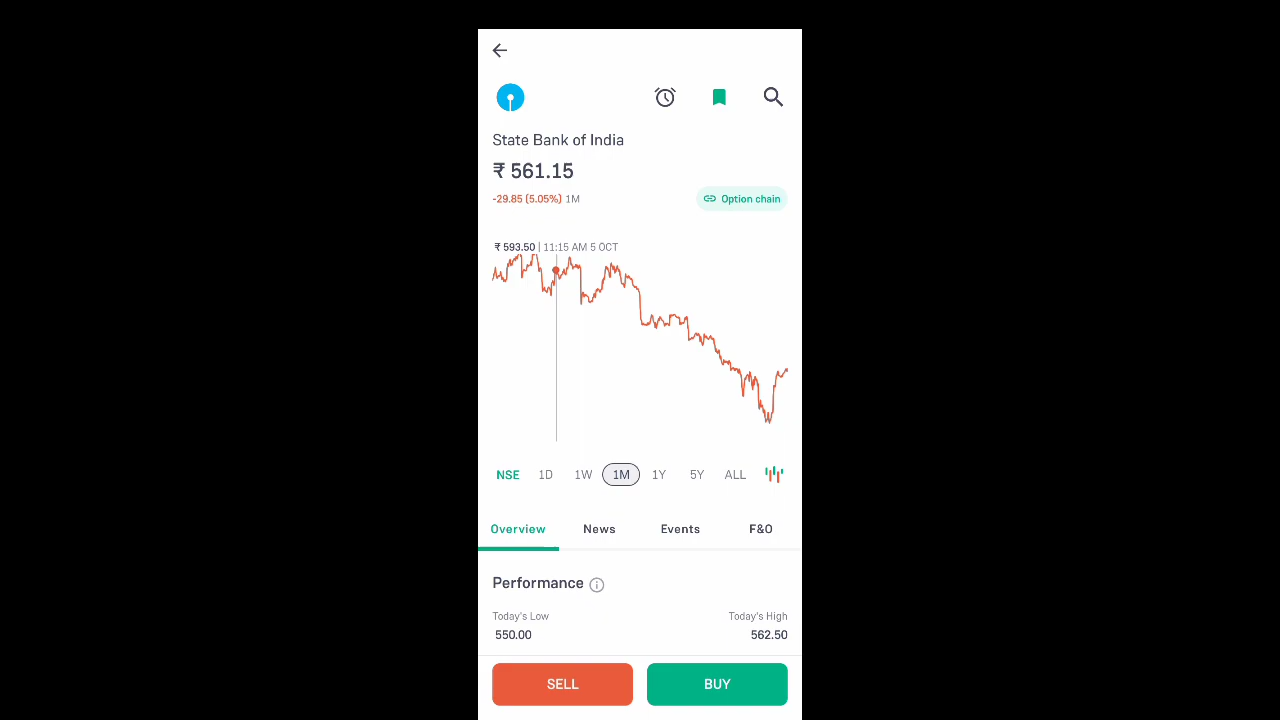 State Bank of India
₹ 561.15
-29.85 (5.05%) 1M
Option chain
₹ 593.50 | 11:15 AM 5 OCT
NSE 1D 1W 1M 1Y 5Y ALL
Overview News Events F&O
Performance
Today's Low Today's High
550.00 562.50
SELL BUY